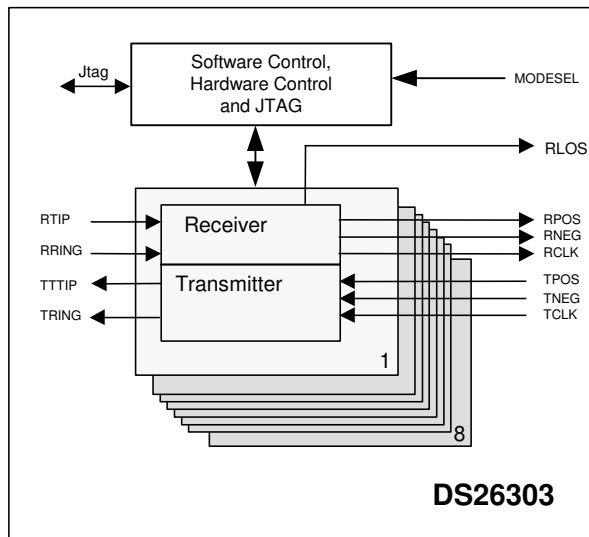 Software Control,
Hardware Control
and JTAG
Jtag
MODESEL
RLOS
RTIP
RRING
TTTIP
TRING
Receiver
Transmitter
RPOS
RNEG
RCLK
TPOS
TNEG
TCLK
1
8
DS26303